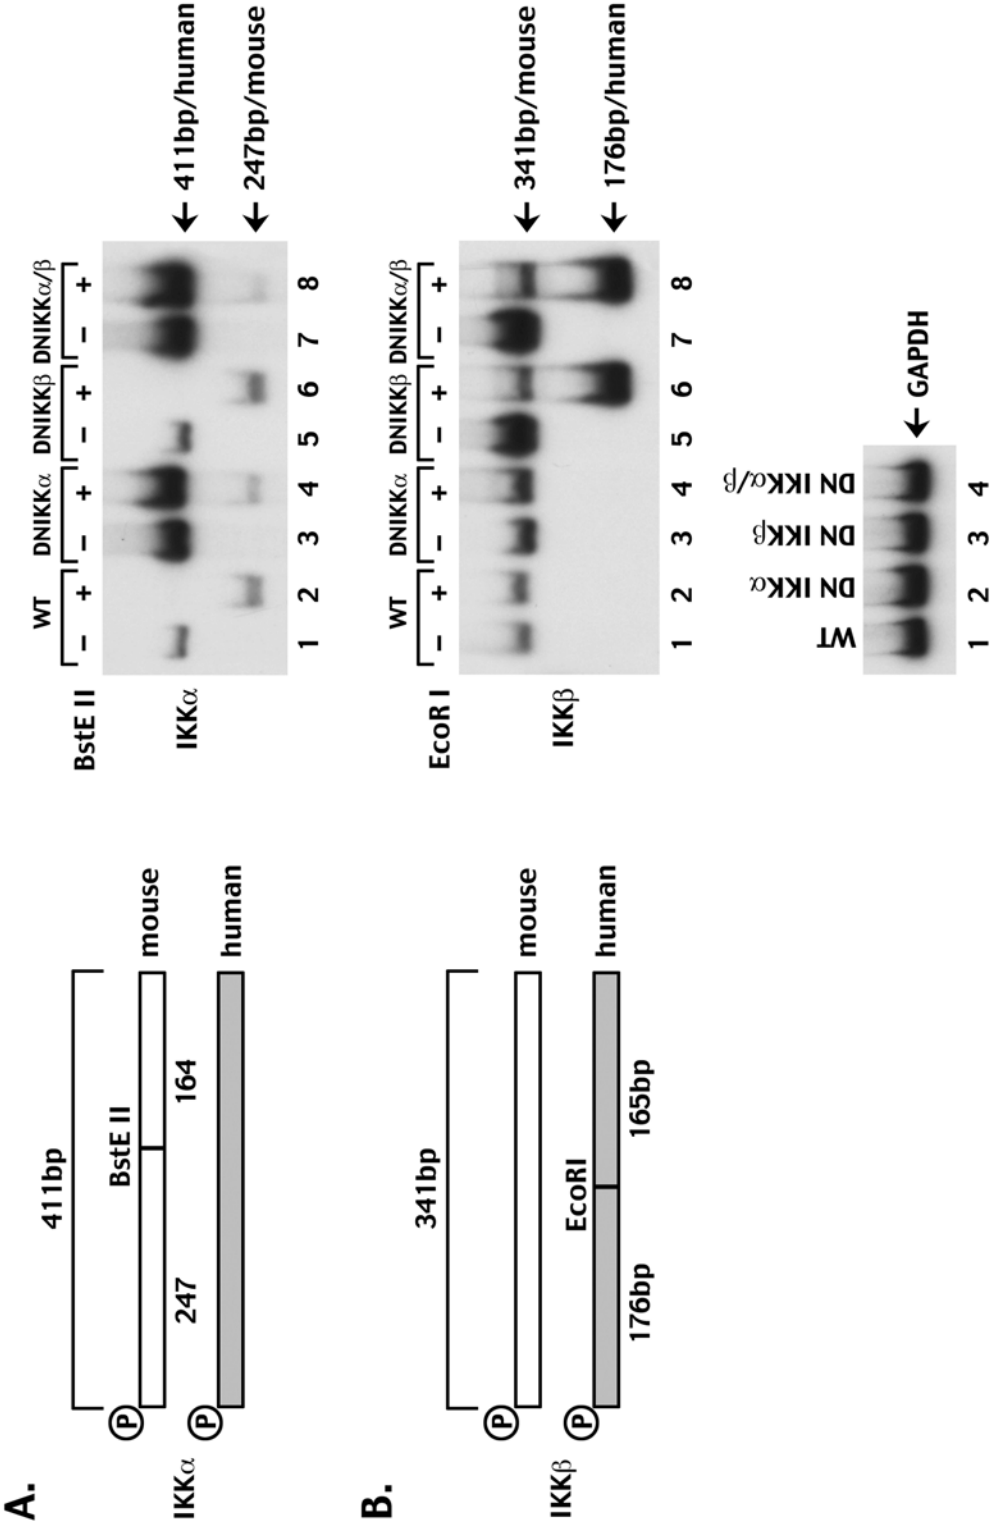 A.
411bp
BstE II
P
mouse
247 164
IKKα
P
human
BstE II
WT DNIKKα DNIKKβ DNIKKα/β
− + − + − + − +
IKKα
411bp/human
247bp/mouse
1 2 3 4 5 6 7 8
B.
341bp
P
mouse
EcoRI
IKKβ
P
human
176bp 165bp
EcoR I
WT DNIKKα DNIKKβ DNIKKα/β
− + − + − + − +
IKKβ
341bp/mouse
176bp/human
1 2 3 4 5 6 7 8
WT DN IKKα DN IKKβ DN IKKα/β
GAPDH
1 2 3 4